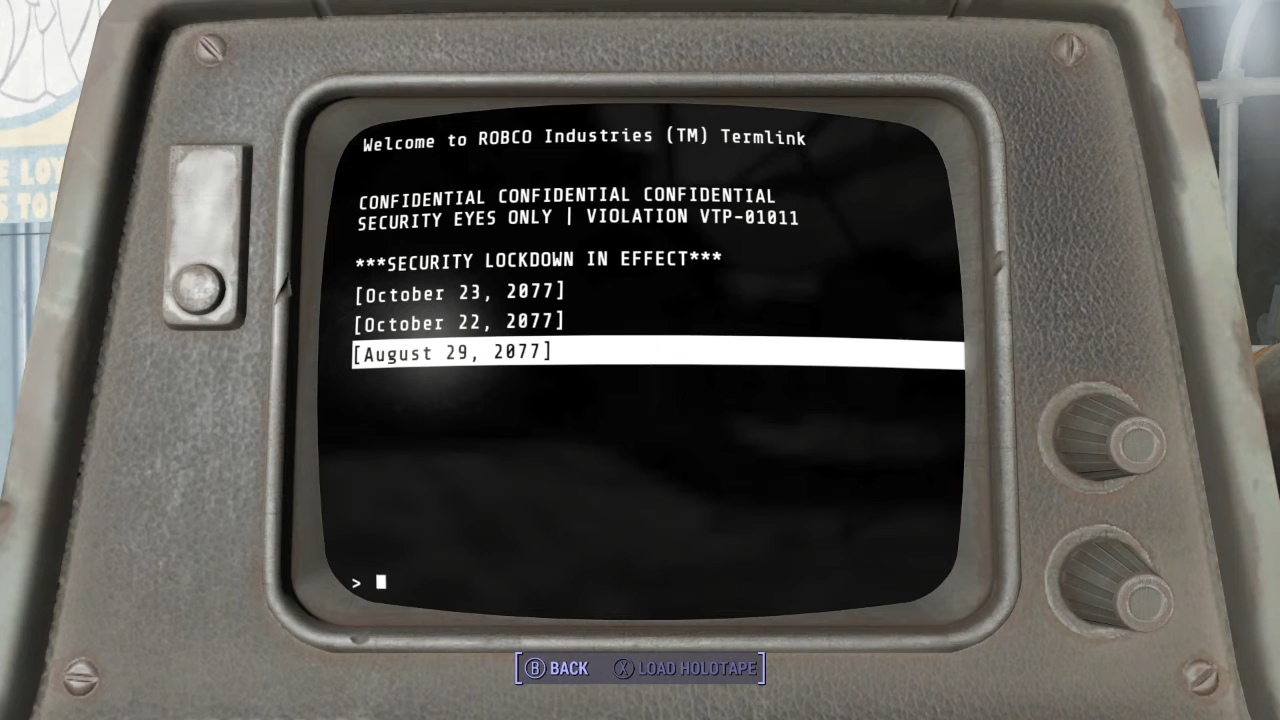 Welcome to ROBCO Industries (TM) Termlink
CONFIDENTIAL CONFIDENTIAL CONFIDENTIAL
SECURITY EYES ONLY | VIOLATION VTP-01011
***SECURITY LOCKDOWN IN EFFECT***
[October 23, 2077]
[October 22, 2077]
[August 29, 2077]
>
B BACK X LOAD HOLOTAPE